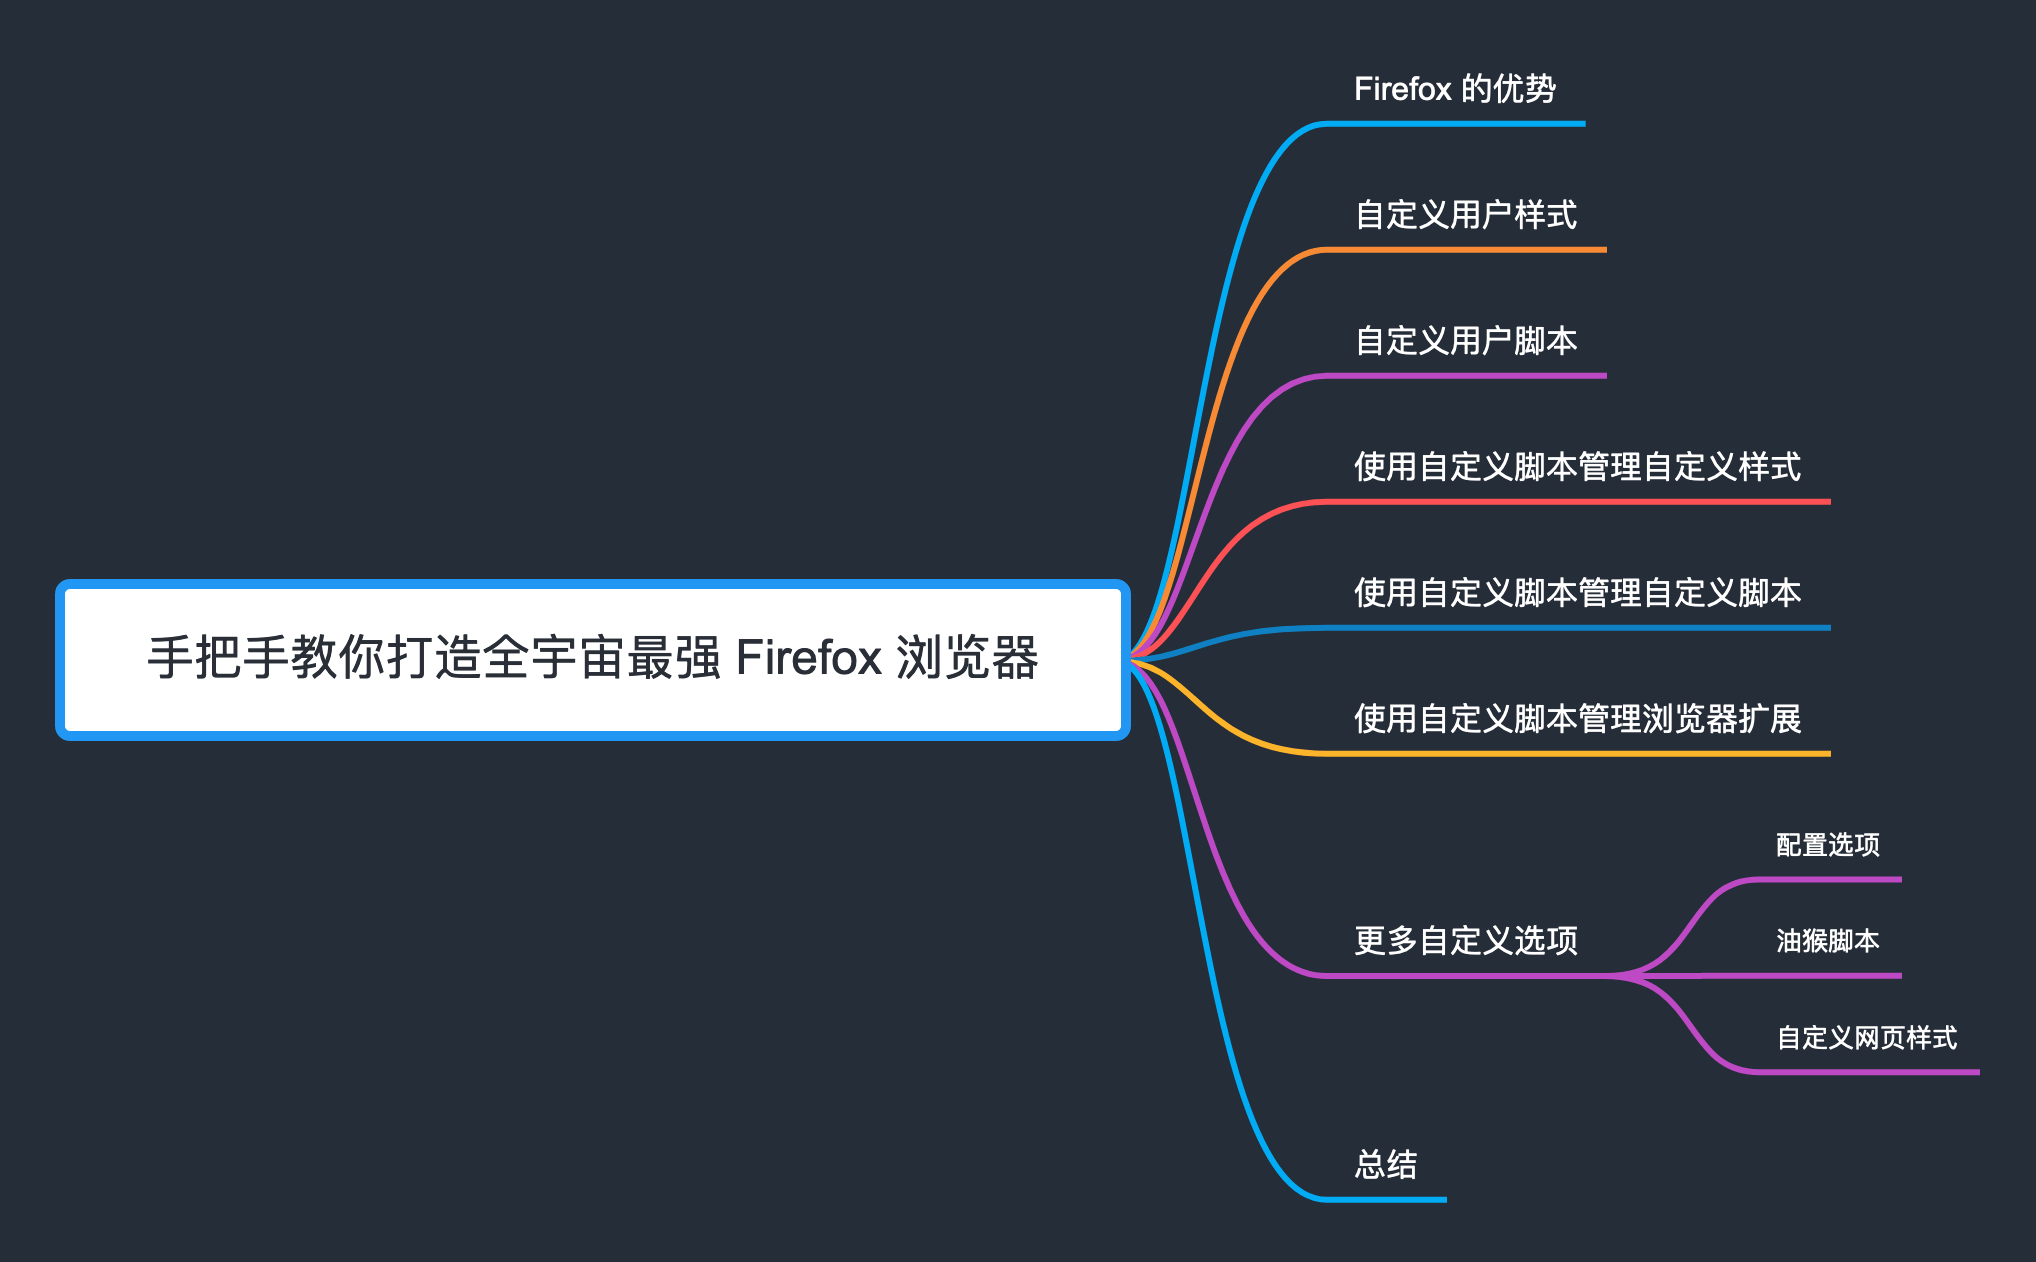 Firefox 的优势
自定义用户样式
自定义用户脚本
使用自定义脚本管理自定义样式
使用自定义脚本管理自定义脚本
手把手教你打造全宇宙最强 Firefox 浏览器
使用自定义脚本管理浏览器扩展
配置选项
更多自定义选项
油猴脚本
自定义网页样式
总结